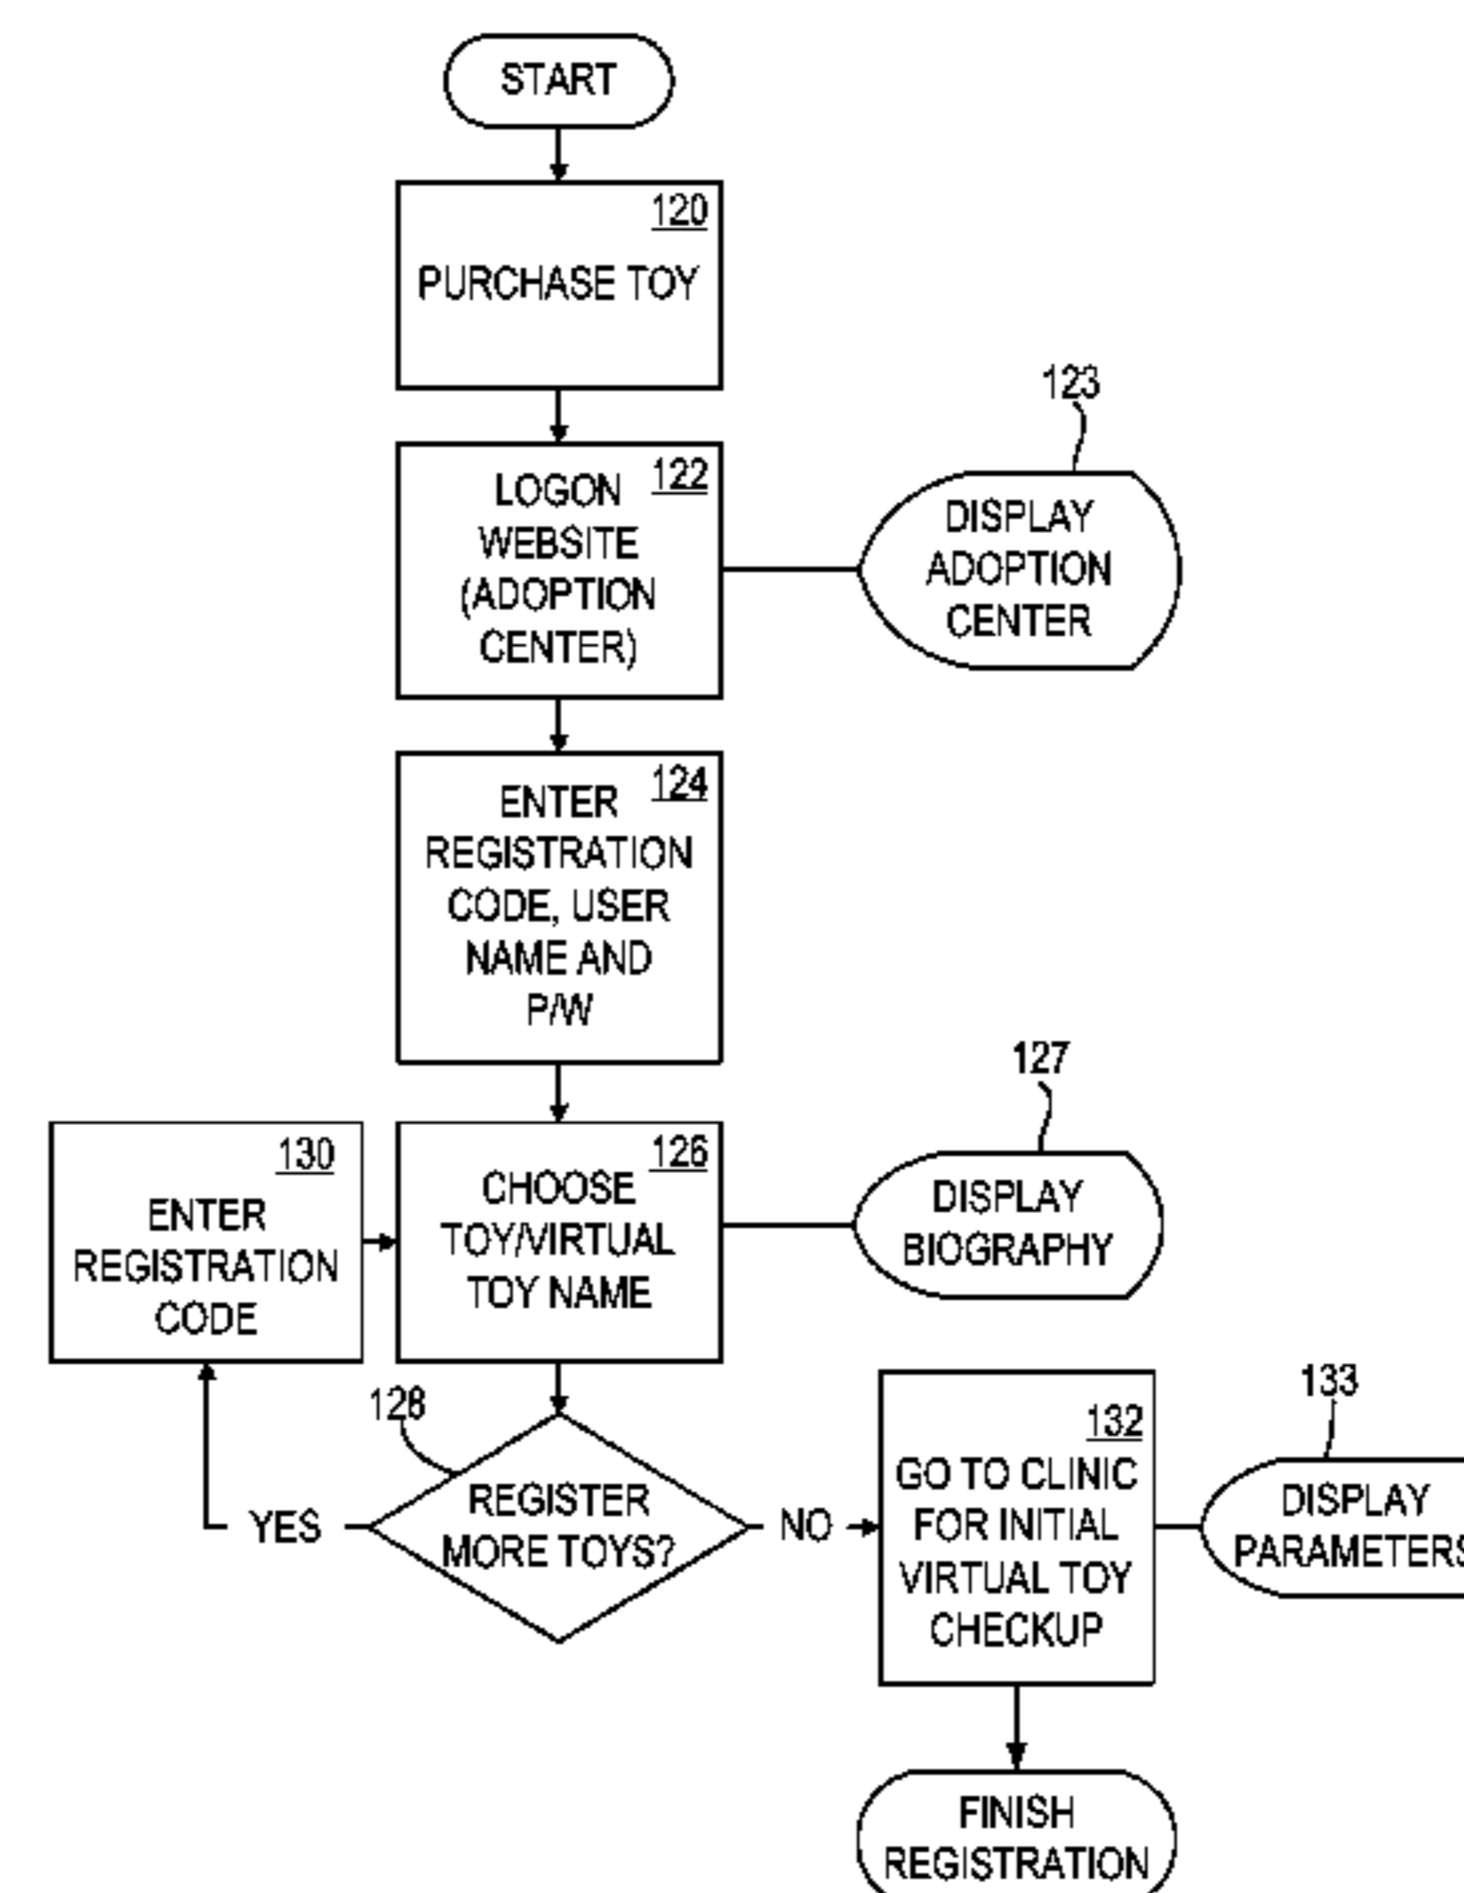 START
120
PURCHASE TOY
123
122
LOGON
WEBSITE
(ADOPTION
CENTER)
DISPLAY
ADOPTION
CENTER
124
ENTER
REGISTRATION
CODE, USER
NAME AND
P/W
127
130
ENTER
REGISTRATION
CODE
126
CHOOSE
TOY/VIRTUAL
TOY NAME
DISPLAY
BIOGRAPHY
128
REGISTER
MORE TOYS?
YES
NO
132
GO TO CLINIC
FOR INITIAL
VIRTUAL TOY
CHECKUP
133
DISPLAY
PARAMETERS
FINISH
REGISTRATION